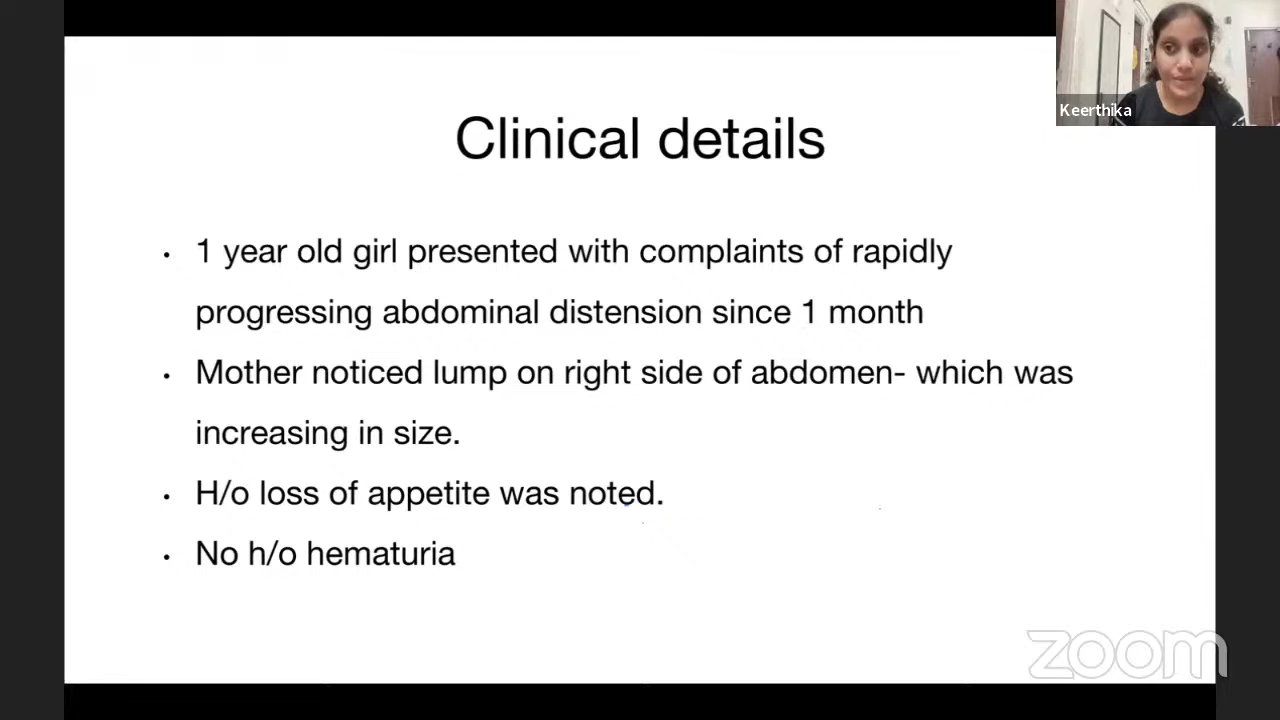 Keerthika
Clinical details
• 1 year old girl presented with complaints of rapidly
progressing abdominal distension since 1 month
• Mother noticed lump on right side of abdomen- which was
increasing in size.
• H/o loss of appetite was noted.
• No h/o hematuria
zoom